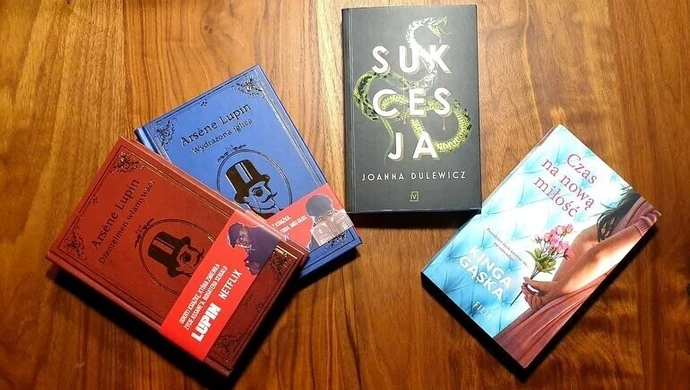 Arsène Lupin
Dżentelmen włamywacz
LUPIN
NETFLIX
Arsène Lupin
Wydrążona iglica
SUK
CES
JA
JOANNA DULEWICZ
Czas
na nową
miłość
KINGA
GĄSKA